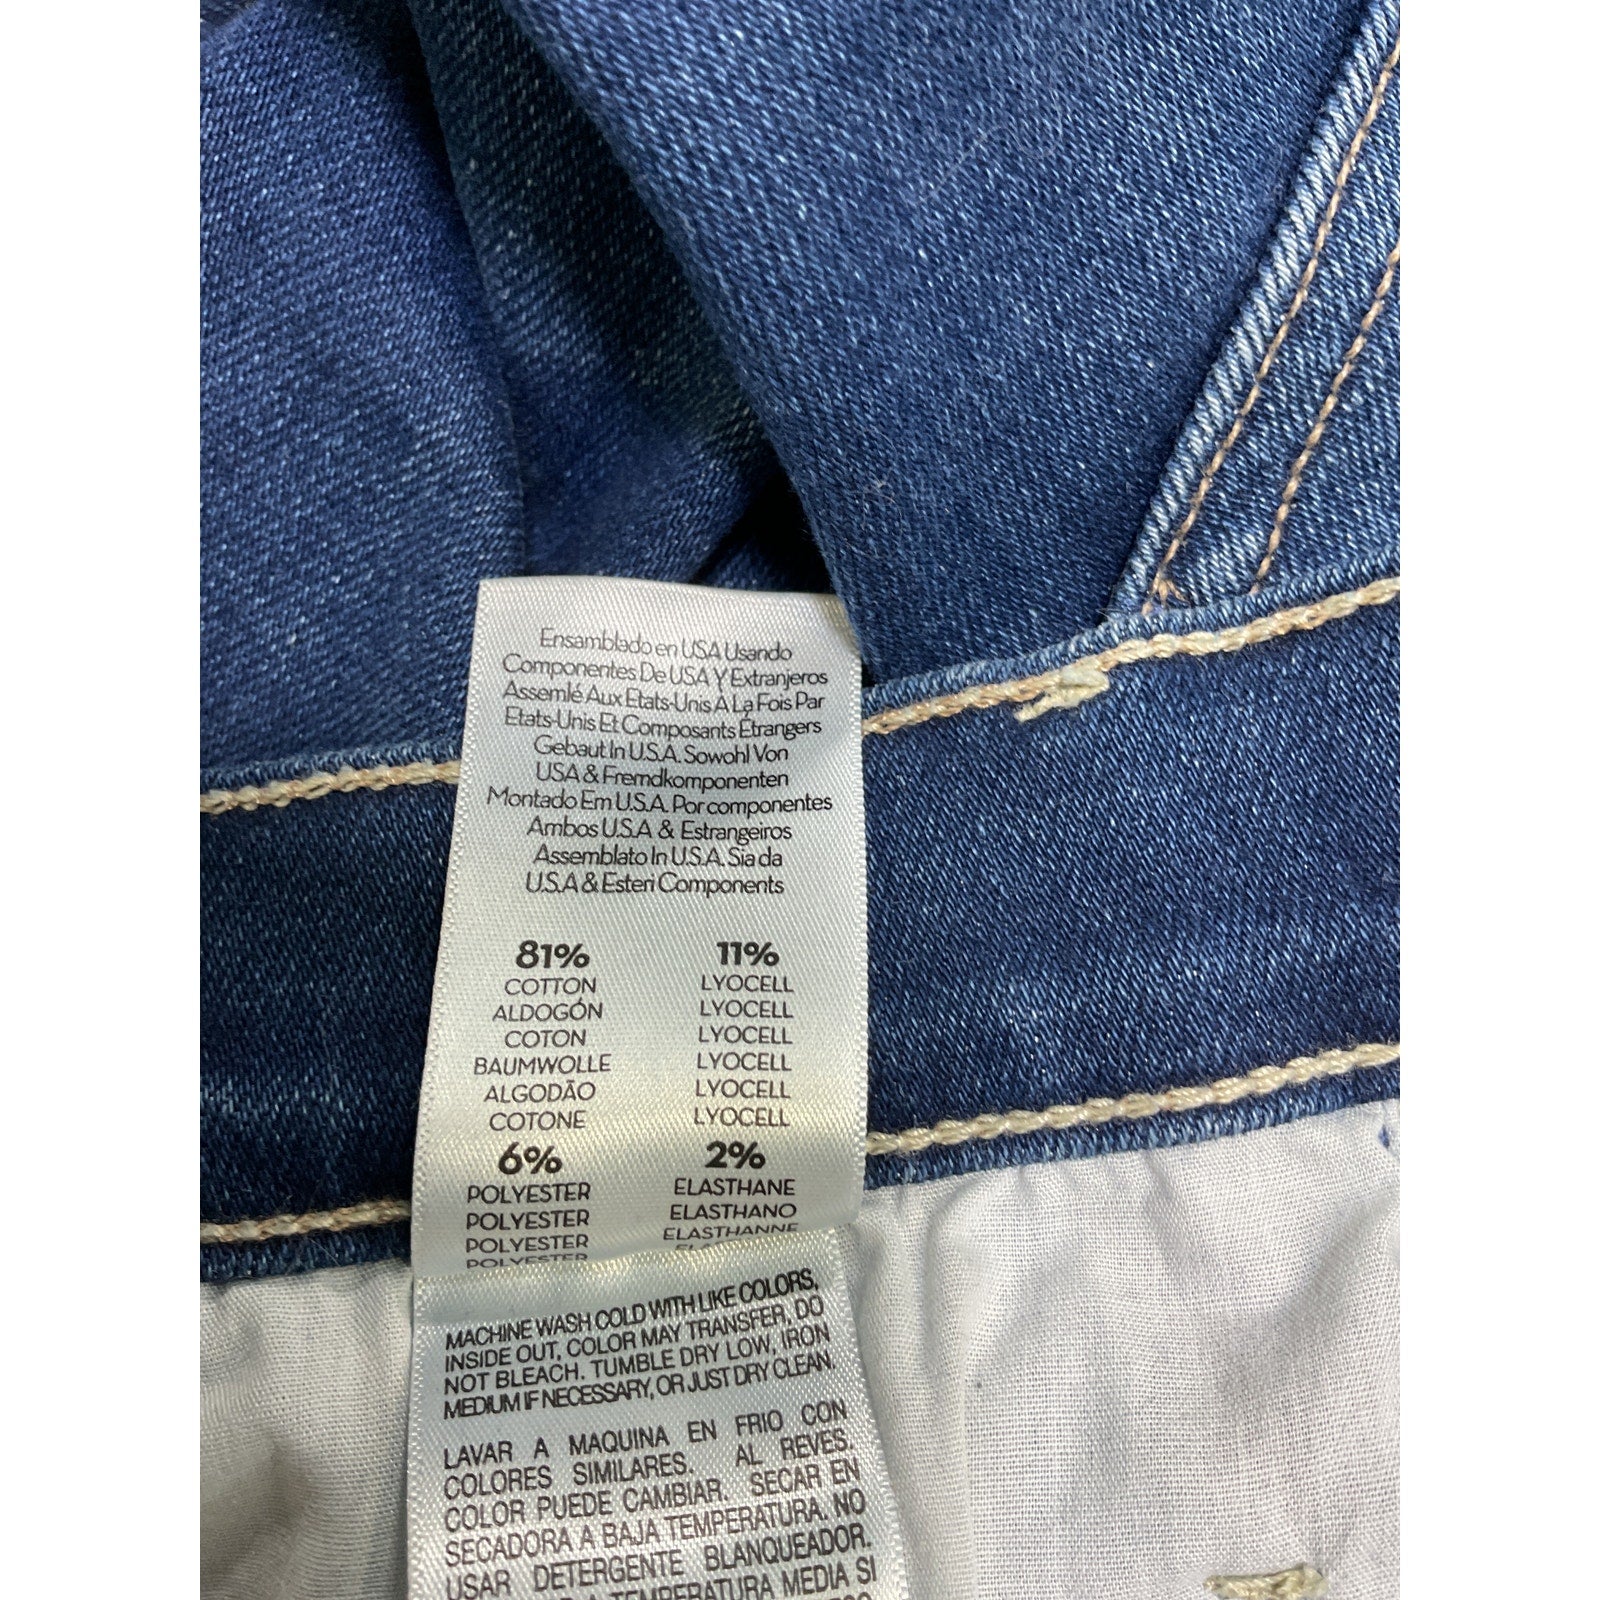 Ensamblado en USA Usando
Componentes De USA Y Extranjeros
Assemlé Aux Etats-Unis A La Fois Par
Etats-Unis Et Composants Étrangers
Gebaut In U.S.A. Sowohl Von
USA & Fremdkomponenten
Montado Em U.S.A. Por componentes
Ambos U.S.A & Estrangeiros
Assemblato In U.S.A. Sia da
U.S.A & Esteri Components
81% 11%
COTTON LYOCELL
ALDOGÓN LYOCELL
COTON LYOCELL
BAUMWOLLE LYOCELL
ALGODÃO LYOCELL
COTONE LYOCELL
6% 2%
POLYESTER ELASTHANE
POLYESTER ELASTHANO
POLYESTER ELASTHANNE
POLYESTER
MACHINE WASH COLD WITH LIKE COLORS,
INSIDE OUT, COLOR MAY TRANSFER, DO
NOT BLEACH. TUMBLE DRY LOW, IRON
MEDIUM IF NECESSARY, OR JUST DRY CLEAN.
LAVAR A MAQUINA EN FRIO CON
COLORES SIMILARES. AL REVES.
COLOR PUEDE CAMBIAR. SECAR EN
SECADORA A BAJA TEMPERATURA. NO
USAR DETERGENTE BLANQUEADOR.
A TEMPERATURA MEDIA SI